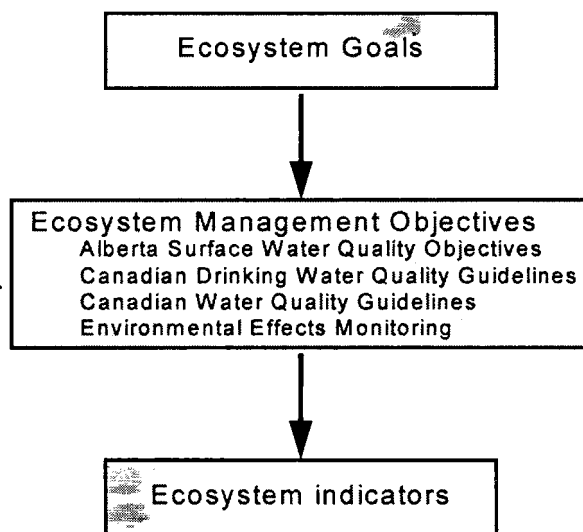 Ecosystem Goals
Ecosystem Management Objectives
Alberta Surface Water Quality Objectives
Canadian Drinking Water Quality Guidelines
Canadian Water Quality Guidelines
Environmental Effects Monitoring
Ecosystem indicators